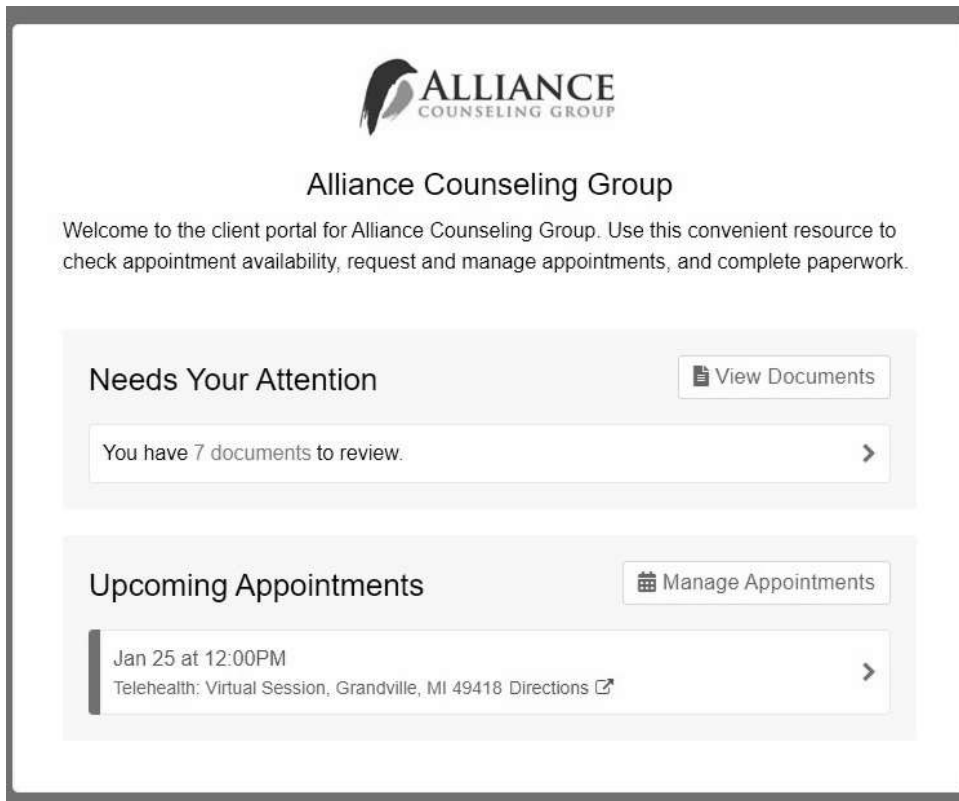 ALLIANCE
COUNSELING GROUP
Alliance Counseling Group
Welcome to the client portal for Alliance Counseling Group. Use this convenient resource to
check appointment availability, request and manage appointments, and complete paperwork.
Needs Your Attention
View Documents
You have 7 documents to review.
Upcoming Appointments
Manage Appointments
Jan 25 at 12:00PM
Telehealth: Virtual Session, Grandville, MI 49418 Directions